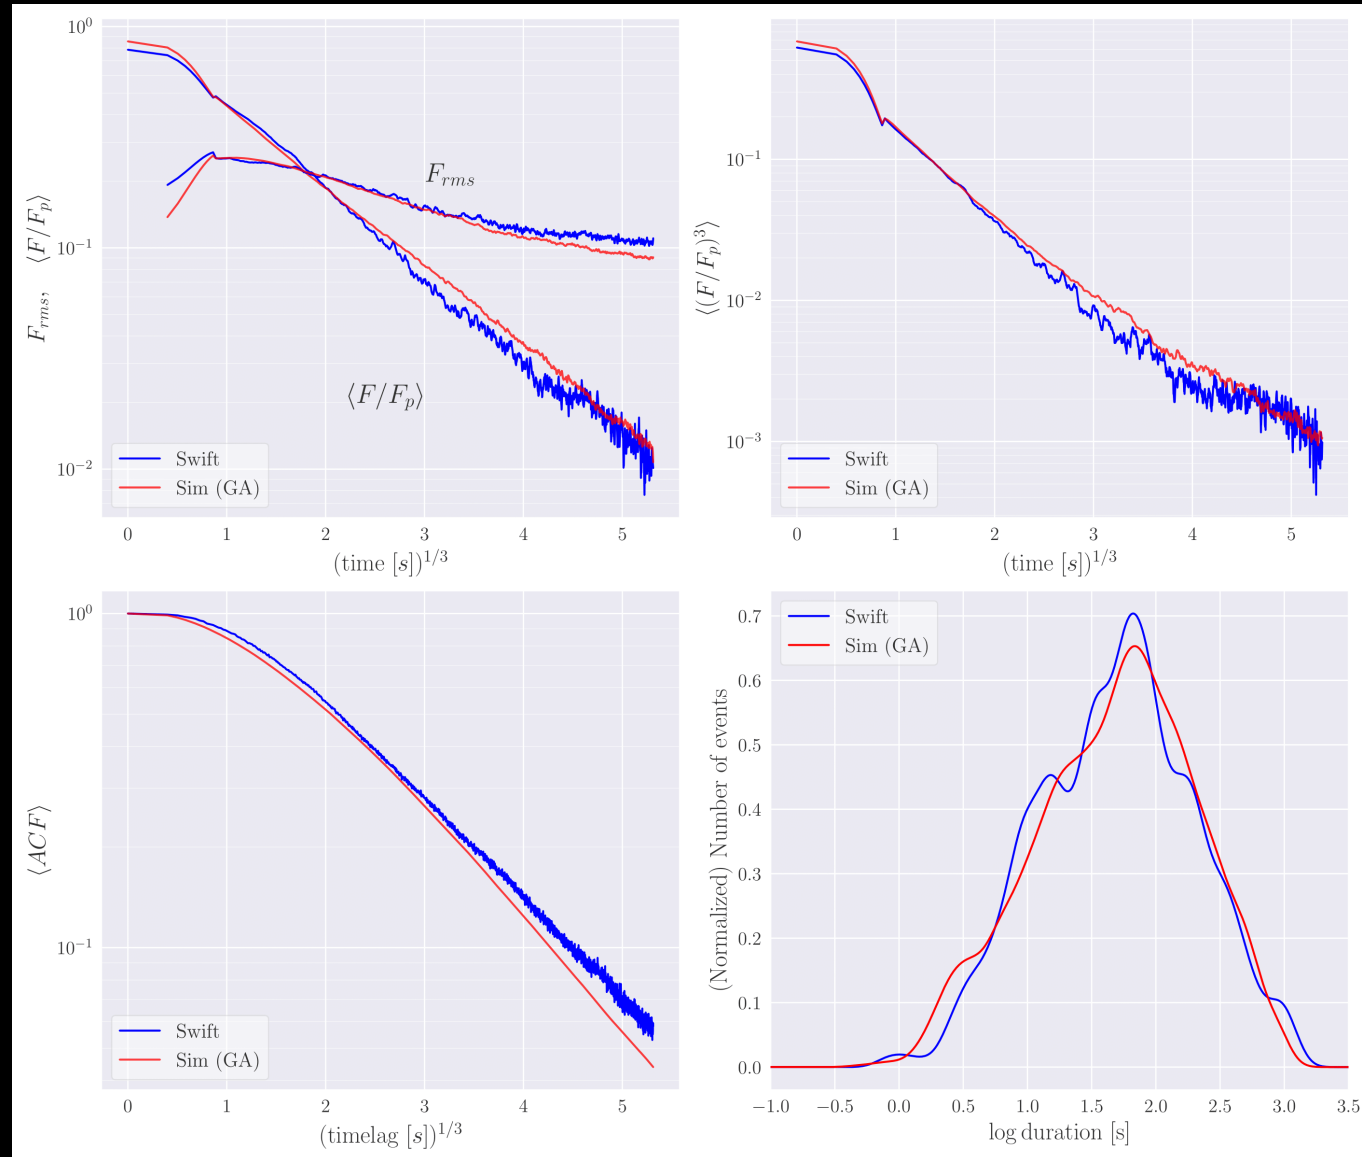 10⁰
10⁻¹
10⁻²
F_rms, ⟨F/F_p⟩
F_rms
⟨F/F_p⟩
Swift
Sim (GA)
0 1 2 3 4 5
(time [s])^{1/3}
10⁻¹
10⁻²
10⁻³
⟨(F/F_p)³⟩
Swift
Sim (GA)
0 1 2 3 4 5
(time [s])^{1/3}
10⁰
10⁻¹
⟨ACF⟩
Swift
Sim (GA)
0 1 2 3 4 5
(timelag [s])^{1/3}
Swift
Sim (GA)
0.7
0.6
0.5
0.4
0.3
0.2
0.1
0.0
(Normalized) Number of events
−1.0 −0.5 0.0 0.5 1.0 1.5 2.0 2.5 3.0 3.5
log duration [s]